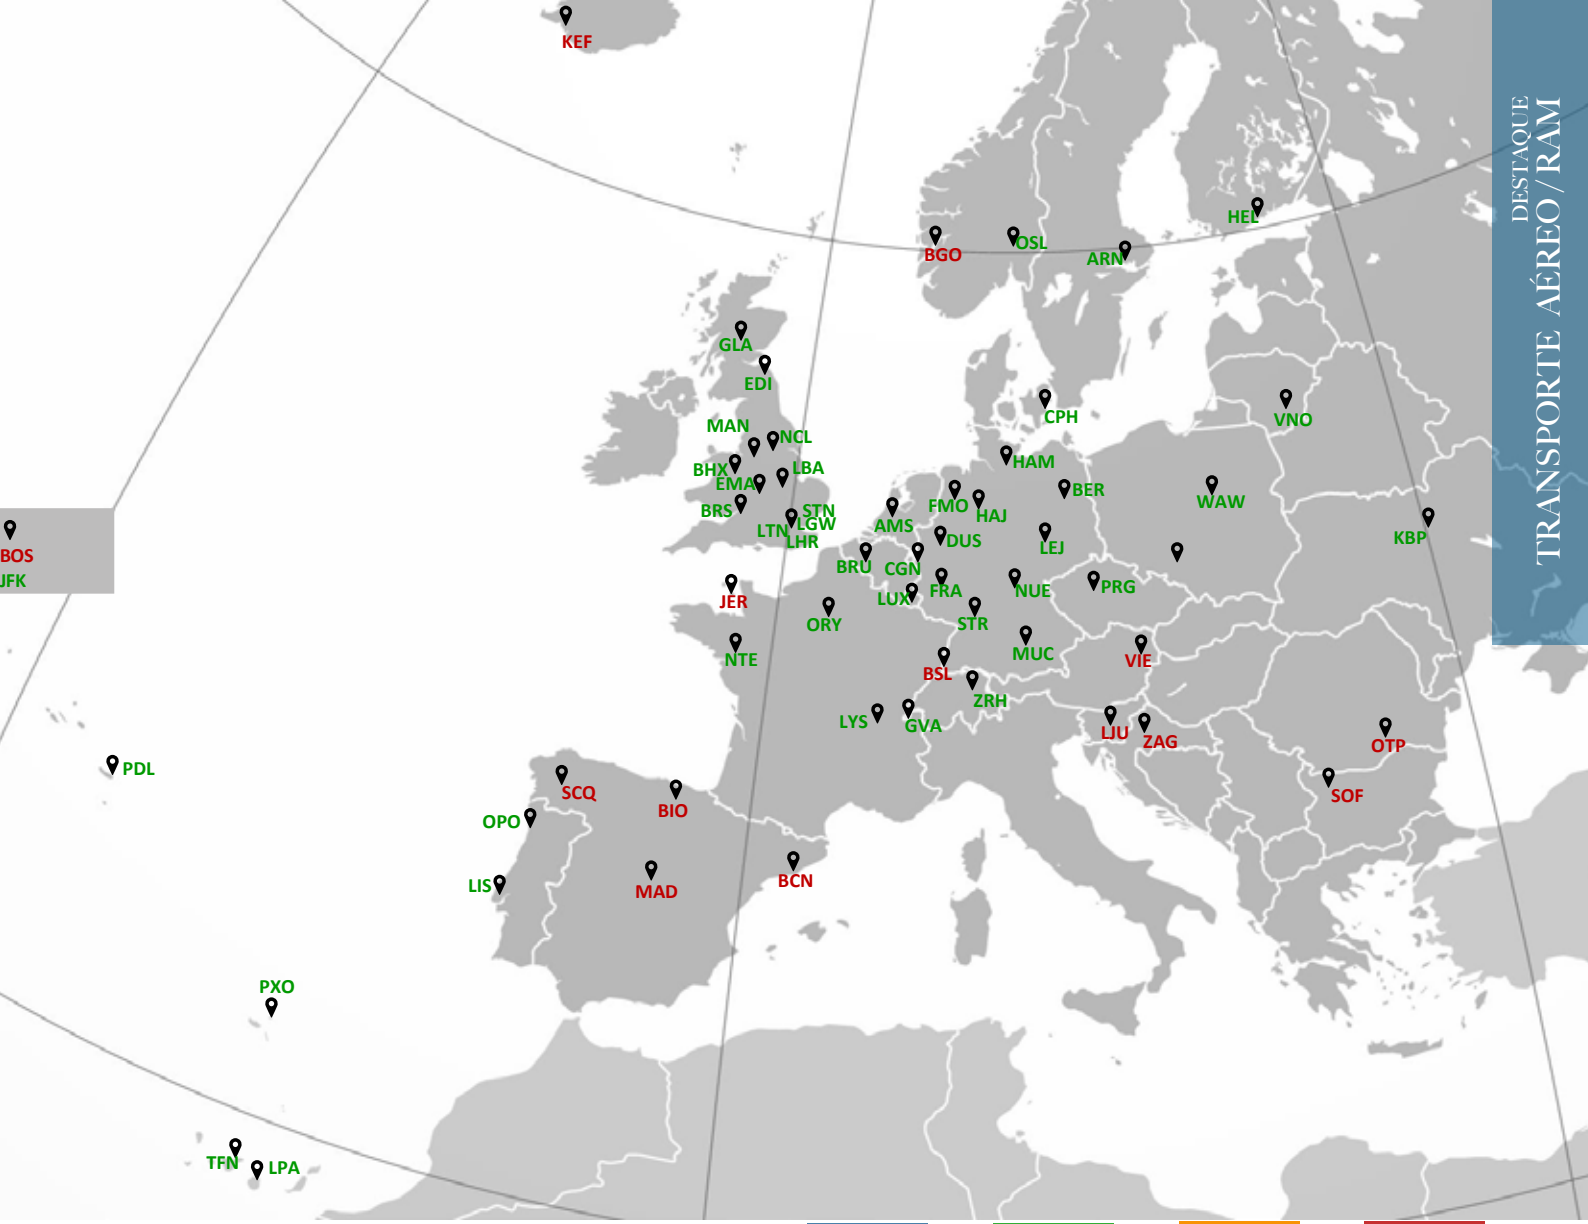 KEF
DESTAQUE
TRANSPORTE AÉREO/RAM
HEL
BGO
OSL
ARN
GLA
EDI
CPH
VNO
MAN
NCL
HAM
BHX
LBA
EMA
BER
WAW
FMO
HAJ
BRS
STN
LGW
LTN
LHR
AMS
KBP
DUS
LEJ
BOS
JFK
BRU
CGN
FRA
NUE
PRG
LUX
JER
ORY
STR
NTE
MUC
VIE
BSL
ZRH
LYS
GVA
LJU
ZAG
OTP
PDL
SCQ
BIO
SOF
OPO
LIS
MAD
BCN
PXO
TFN
LPA